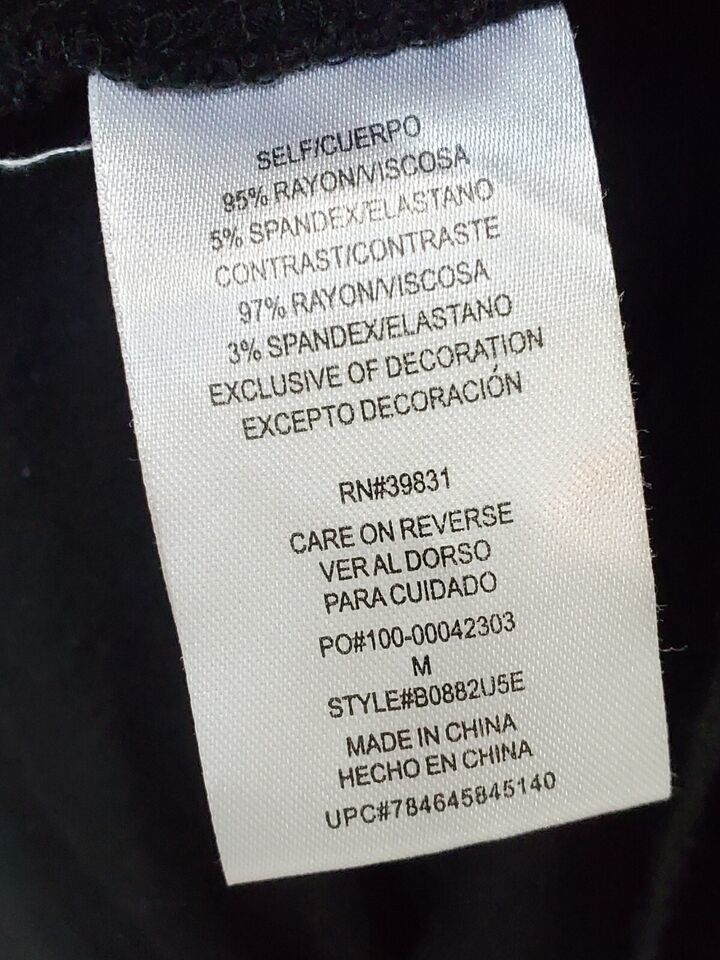 SELF/CUERPO
95% RAYON/VISCOSA
5% SPANDEX/ELASTANO
CONTRAST/CONTRASTE
97% RAYON/VISCOSA
3% SPANDEX/ELASTANO
EXCLUSIVE OF DECORATION
EXCEPTO DECORACIÓN
RN#39831
CARE ON REVERSE
VER AL DORSO
PARA CUIDADO
PO#100-00042303
M
STYLE#B0882U5E
MADE IN CHINA
HECHO EN CHINA
UPC#784645845140